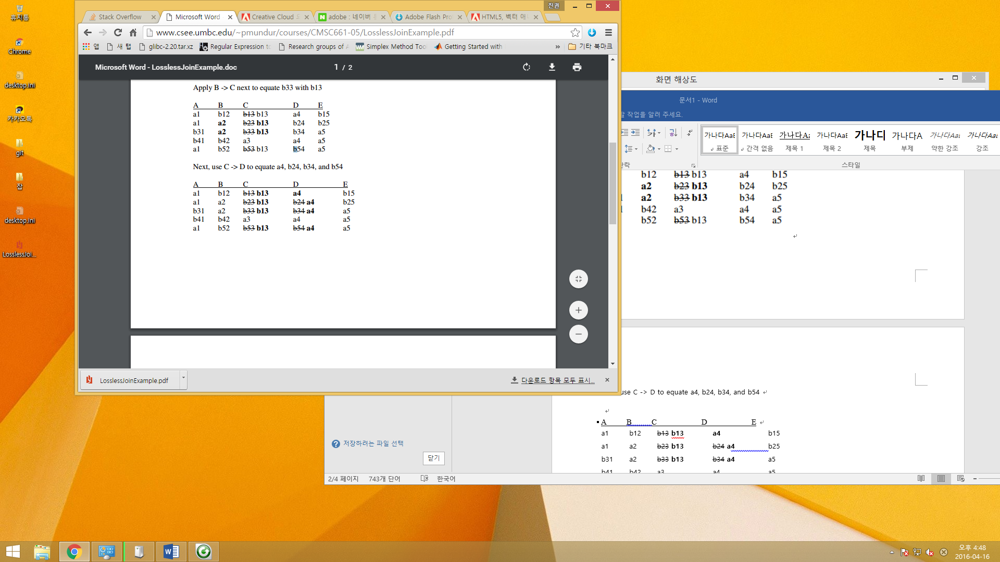 휴지통
Chrome
desktop.ini
카카오톡
git
잡
desktop.ini
LosslesJoi...
진권
Stack Overflow
Microsoft Word
Creative Cloud
adobe : 네이버
Adobe Flash Pro
HTML5, 벡터 애니
www.csee.umbc.edu/~pmundur/courses/CMSC661-05/LosslessJoinExample.pdf
앱
새 탭
glibc-2.20.tar.xz
Regular Expression to
Research groups of
Simplex Method Tool
Getting Started with
»
기타 북마크
Microsoft Word - LosslessJoinExample.doc
1 / 2
Apply B -> C next to equate b33 with b13
A B C D E
a1 b12 b13 b13 a4 b15
a1 a2 b23 b13 b24 b25
b31 a2 b33 b13 b34 a5
b41 b42 a3 a4 a5
a1 b52 b53 b13 b54 a5
Next, use C -> D to equate a4, b24, b34, and b54
A B C D E
a1 b12 b13 b13 a4 b15
a1 a2 b23 b13 b24 a4 b25
b31 a2 b33 b13 b34 a4 a5
b41 b42 a3 a4 a5
a1 b52 b53 b13 b54 a4 a5
LosslesJoinExample.pdf
다운로드 항목 모두 표시...
화면 해상도
문서1 - Word
할 작업을 알려 주세요.
가나다AaB 가나다AaB 가나다Aa 가나다AaB 가나디 가나다A 가나다Aa 가나다Aa
표준 간격 없음 제목 1 제목 2 제목 부제 약한 강조 강조
단락
스타일
b12 b13 b13 a4 b15
a2 b23 b13 b24 b25
a2 b33 b13 b34 a5
b42 a3 a4 a5
b52 b53 b13 b54 a5
use C -> D to equate a4, b24, b34, and b54
A B C D E
a1 b12 b13 b13 a4 b15
a1 a2 b23 b13 b24 a4 b25
b31 a2 b33 b13 b34 a4 a5
b41 b42 a3 a4 a5
저장하려는 파일 선택
닫기
2/4 페이지 743개 단어 한국어
오후 4:48
2016-04-16